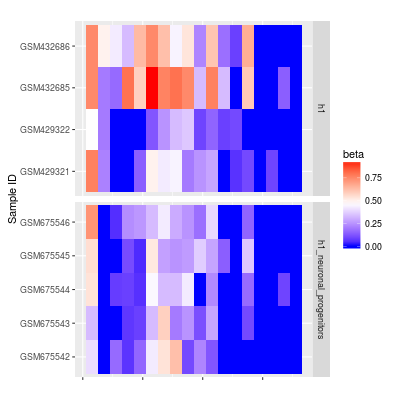 GSM432686
GSM432685
GSM429322
GSM429321
h1
GSM675546
GSM675545
GSM675544
GSM675543
GSM675542
h1_neuronal_progenitors
Sample ID
beta
0.75
0.50
0.25
0.00